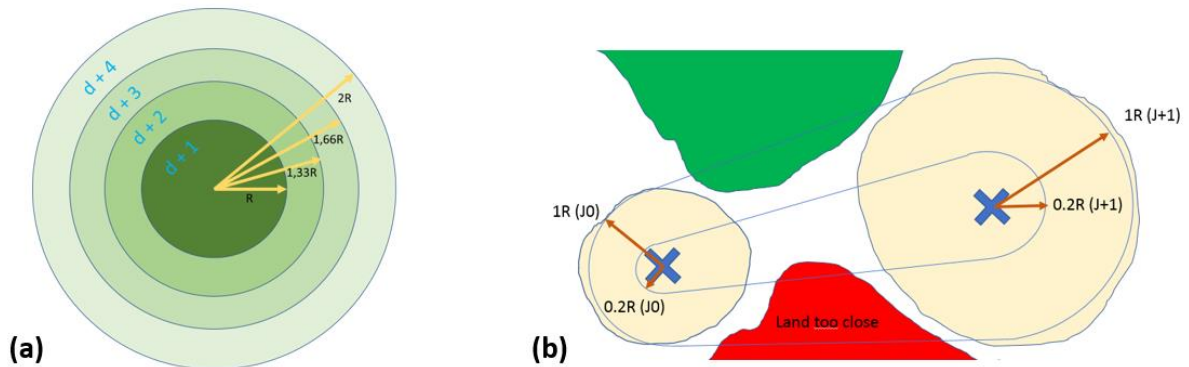 d + 4
d + 3
d + 2
d + 1
2R
1,66R
1,33R
R
(a)
1R (J+1)
0.2R (J+1)
1R (J0)
0.2R (J0)
Land too close
(b)